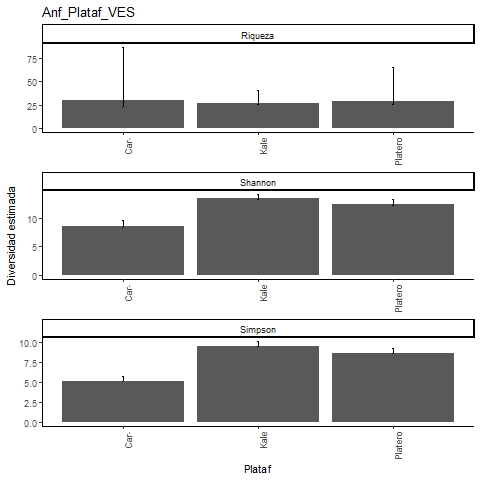 Anf_Plataf_VES
Riqueza
75
50
25
0
Car-
Kale
Platero
Shannon
10
5
0
Car-
Kale
Platero
Simpson
10.0
7.5
5.0
2.5
0.0
Car-
Kale
Platero
Diversidad estimada
Plataf